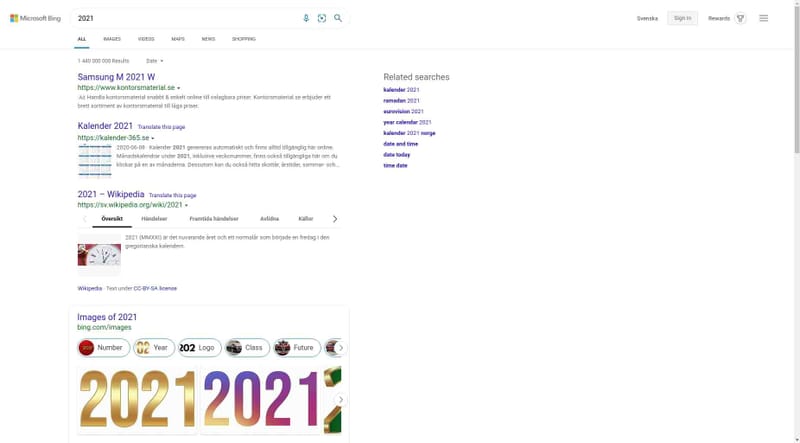 Microsoft Bing
2021
Svenska
Sign in
Rewards
ALL
IMAGES
VIDEOS
MAPS
NEWS
SHOPPING
1 440 000 000 Results
Date
Samsung M 2021 W
https://www.kontorsmaterial.se
Ad Handla kontorsmaterial snabbt & enkelt online till oslagbara priser. Kontorsmaterial.se erbjuder ett
brett sortiment av kontorsmaterial till låga priser.
Kalender 2021 Translate this page
https://kalender-365.se
2020-06-09 · Kalender 2021 genereras automatiskt och finns alltid tillgänglig här online.
Månadskalendar under 2021, inklusive veckonummer, finns också tillgängliga här om du
klickar på en av månaderna. Dessutom kan du också hitta skottår, årstider, sommar- och...
2021 – Wikipedia Translate this page
https://sv.wikipedia.org/wiki/2021
Översikt
Händelser
Framtida händelser
Avlidna
Källor
2021 (MMXXI) är det nuvarande året och ett normalår som började en fredag i den
gregorianska kalendern.
Wikipedia · Text under CC-BY-SA license
Images of 2021
bing.com/images
Number
Year
202
Logo
Class
Future
2021
2021
2
Related searches
kalender 2021
ramadan 2021
eurovision 2021
year calendar 2021
kalender 2021 norge
date and time
date today
time date